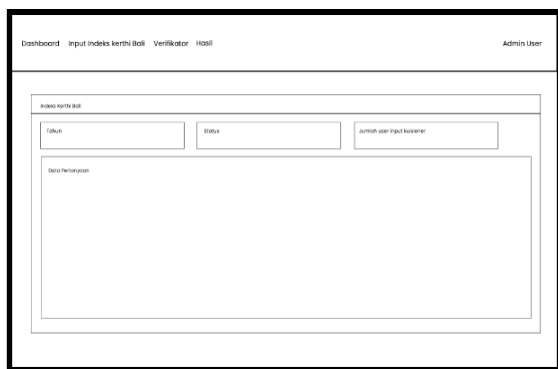 Dashboard Input Indeks kerthi Bali Verifikator Hasil Admin User
Indeks Kerthi Bali
Tahun Status Jumlah user input kuisioner
Data Pertanyaan